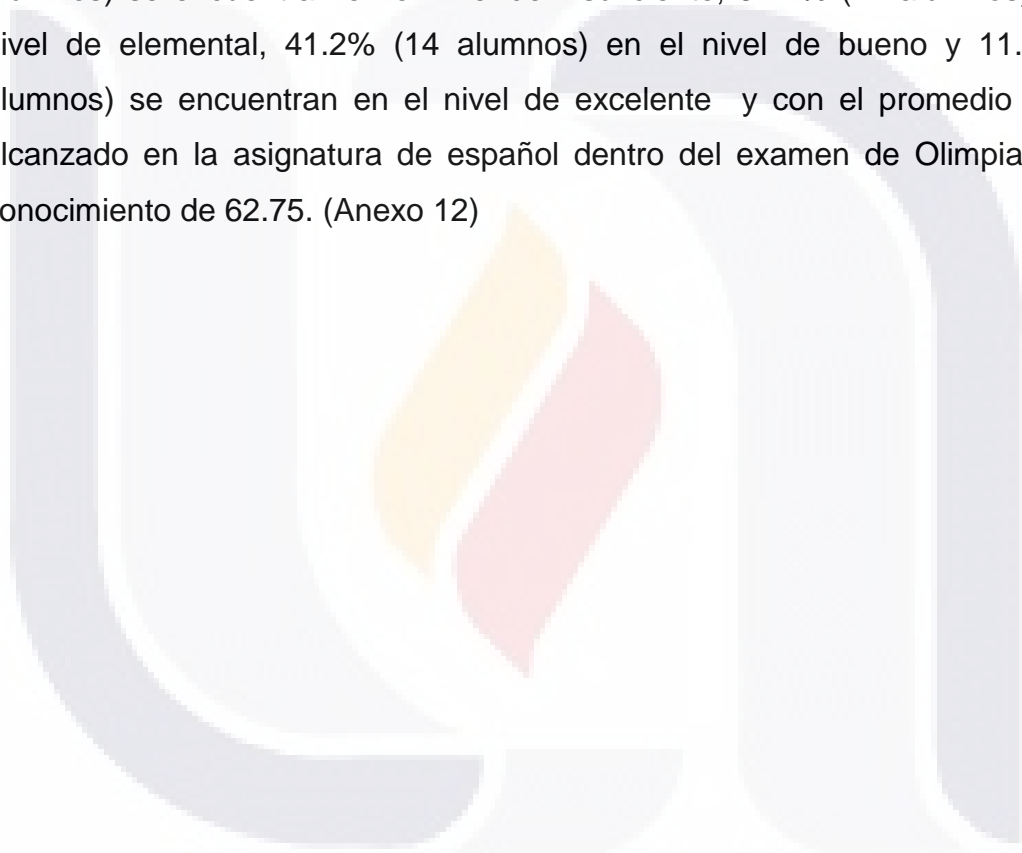 ivel de elemental, 41.2% (14 alumnos) en el nivel de bueno y 11.
lumnos) se encuentran en el nivel de excelente y con el promedio
lcanzado en la asignatura de español dentro del examen de Olimpia
onocimiento de 62.75. (Anexo 12)